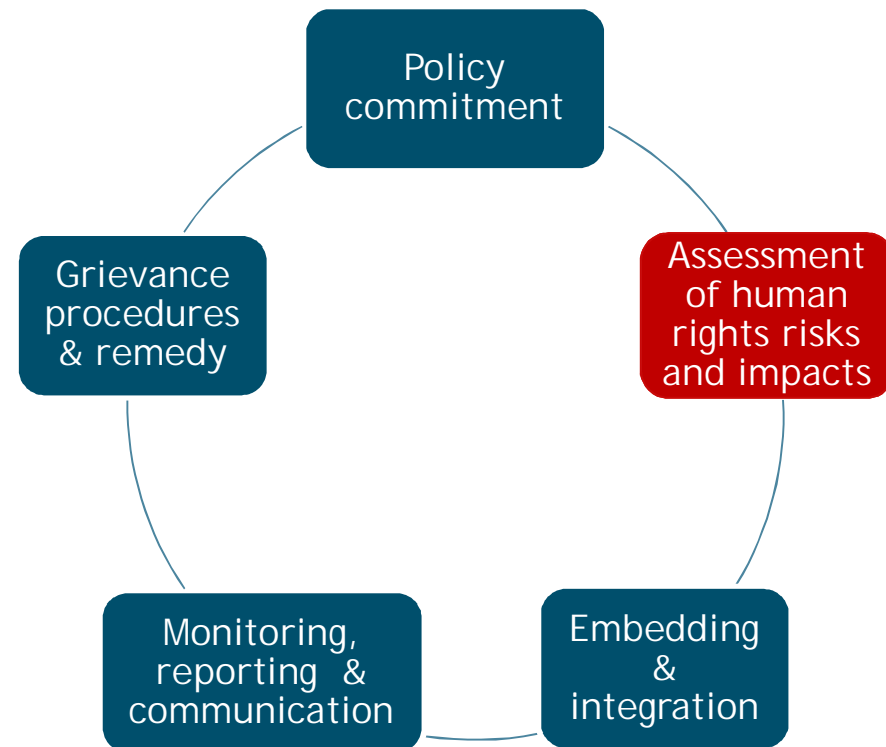 Policy
commitment
Assessment
of human
rights risks
and impacts
Embedding
&
integration
Monitoring,
reporting &
communication
Grievance
procedures
& remedy